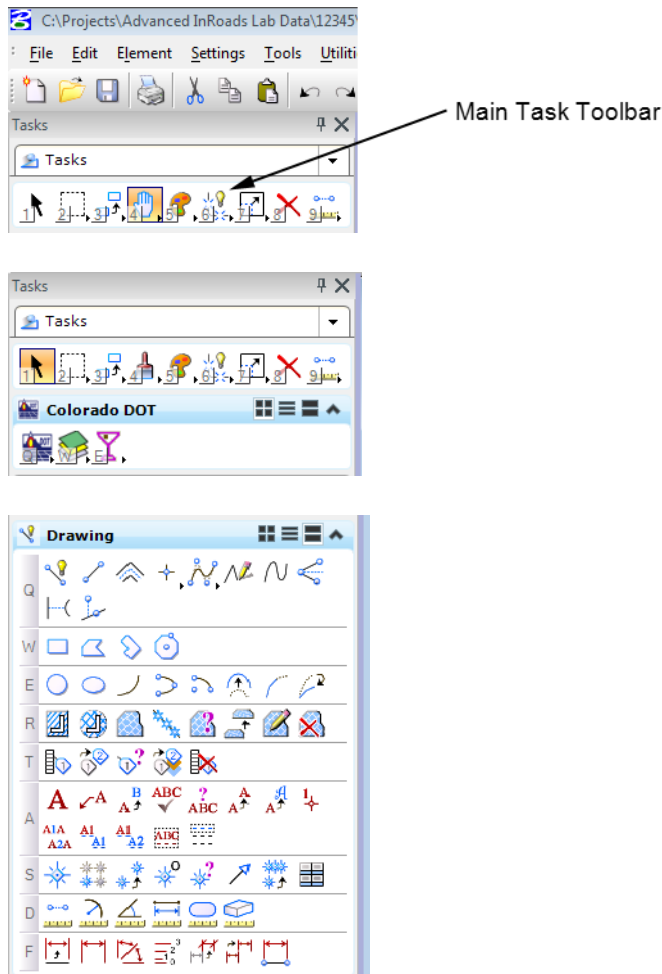 C:\Projects\Advanced InRoads Lab Data\12345
File Edit Element Settings Tools Utiliti
Main Task Toolbar
Tasks
Tasks
1 2 3 4 5 6 7 8 9
Tasks
Tasks
1 2 3 4 5 6 7 8 9
Colorado DOT
Q W E
Drawing
Q
W
E
R
T
A
S
D
F